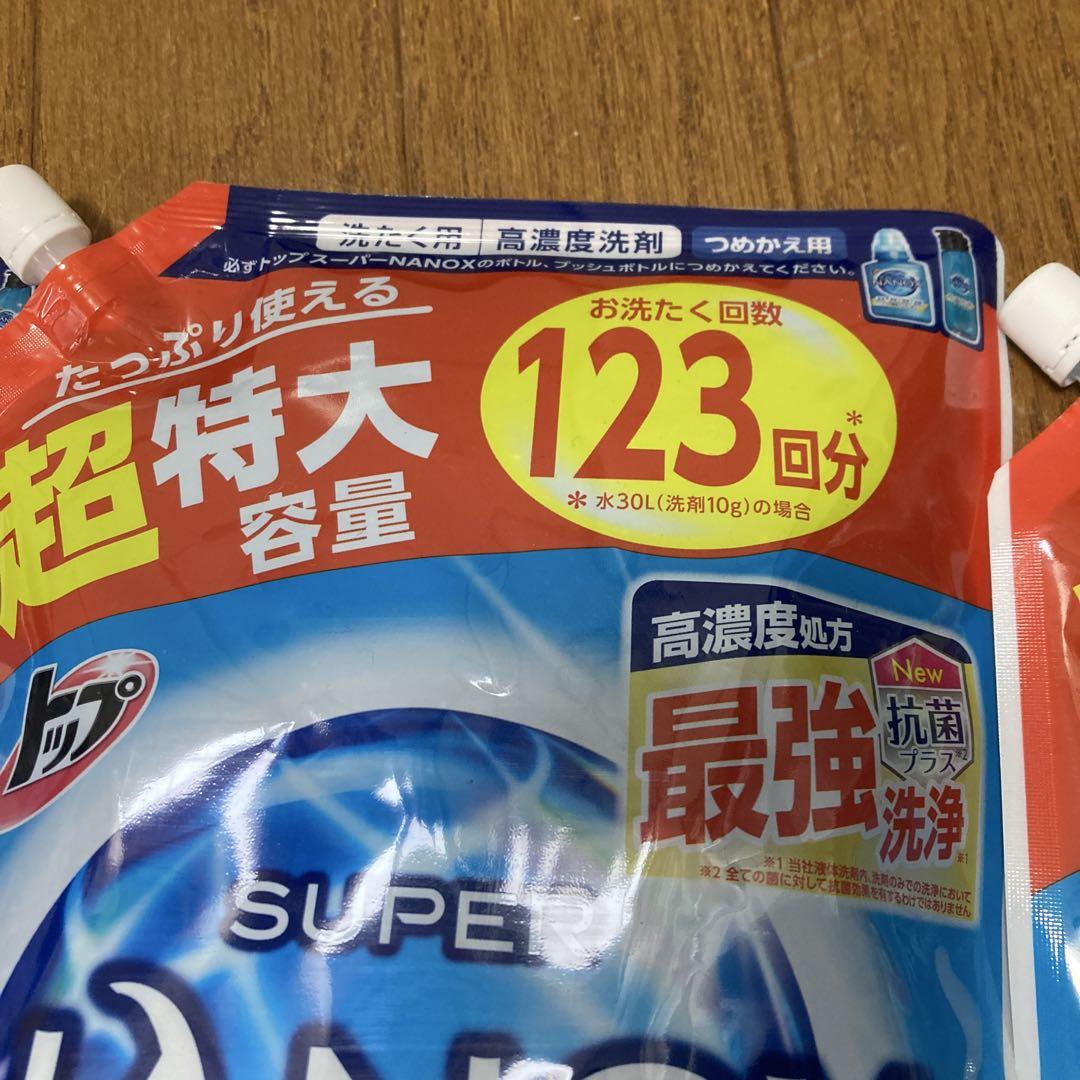 洗たく用 高濃度洗剤 つめかえ用
必ずトップスーパーNANOXのボトル、プッシュボトルにつめかえてください。
たっぷり使える
超特大
容量
お洗たく回数
123回分*
*水30L(洗剤10g)の場合
トップ
高濃度処方
New
抗菌
プラス※2
最強
洗浄※1
※1 当社液体洗剤内、洗剤のみでの洗浄において
※2 全ての菌に対して抗菌効果を有するわけではありません
SUPER
NANOX